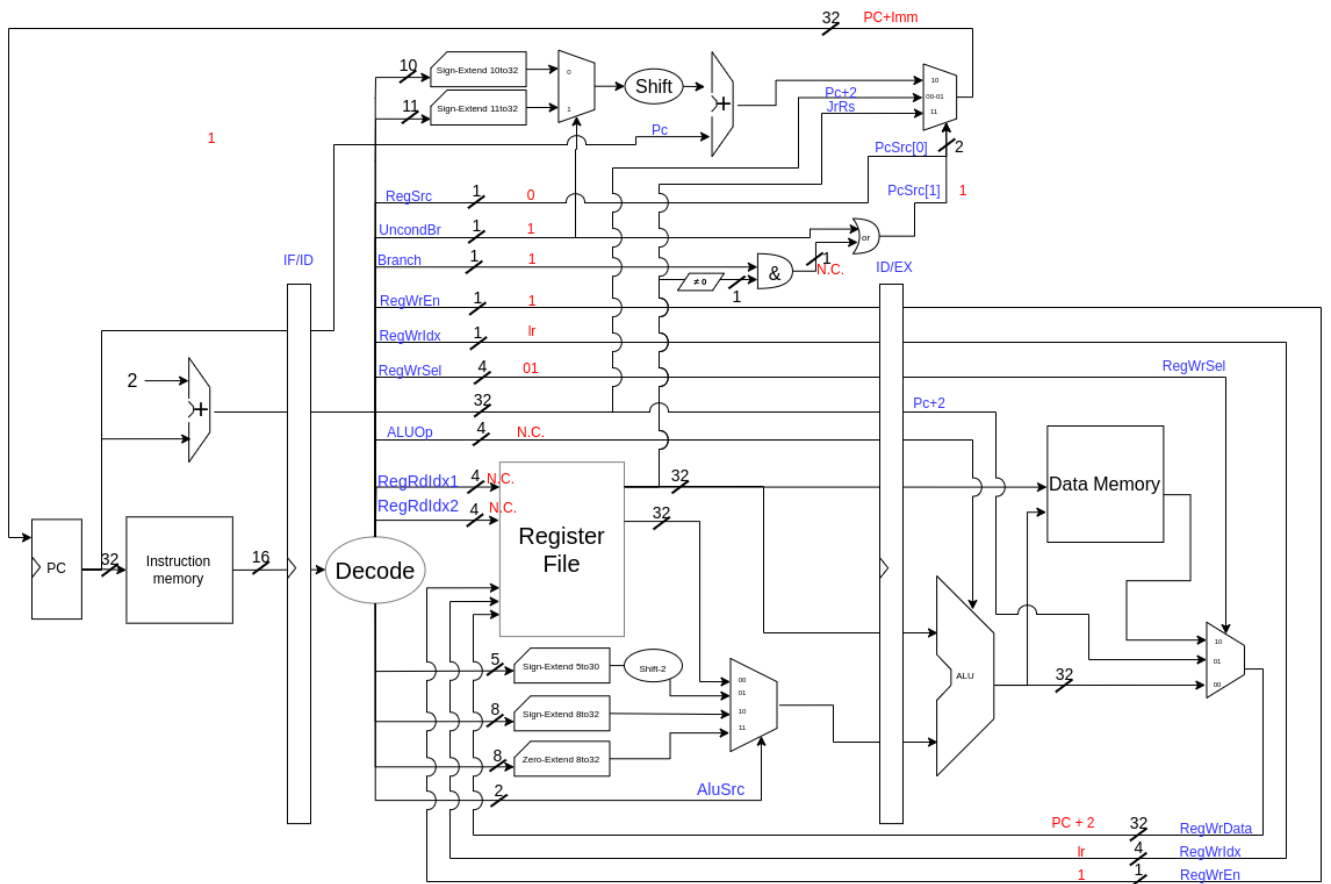 32 PC+Imm
10 Sign-Extend 10to32 0 Shift 10
11 Sign-Extend 11to32 1 + Pc+2 00-01
JrRs 11
1 Pc
PcSrc[0] 2
RegSrc 1 0 PcSrc[1] 1
UncondBr 1 1 or
IF/ID Branch 1 1 & 1 N.C. ID/EX
≠ 0 1
RegWrEn 1 1
RegWrIdx 1 lr
RegWrSel 4 01 RegWrSel
2 + 32 Pc+2
ALUOp 4 N.C.
RegRdIdx1 4 N.C. 32 Data Memory
RegRdIdx2 4 N.C. 32
Register
File
PC 32 Instruction
memory 16 Decode
5 Sign-Extend 5to30 Shift-2 00
01
8 Sign-Extend 8to32 10
11
8 Zero-Extend 8to32
2 AluSrc
ALU 32 10
01
00
PC + 2 32 RegWrData
lr 4 RegWrIdx
1 1 RegWrEn